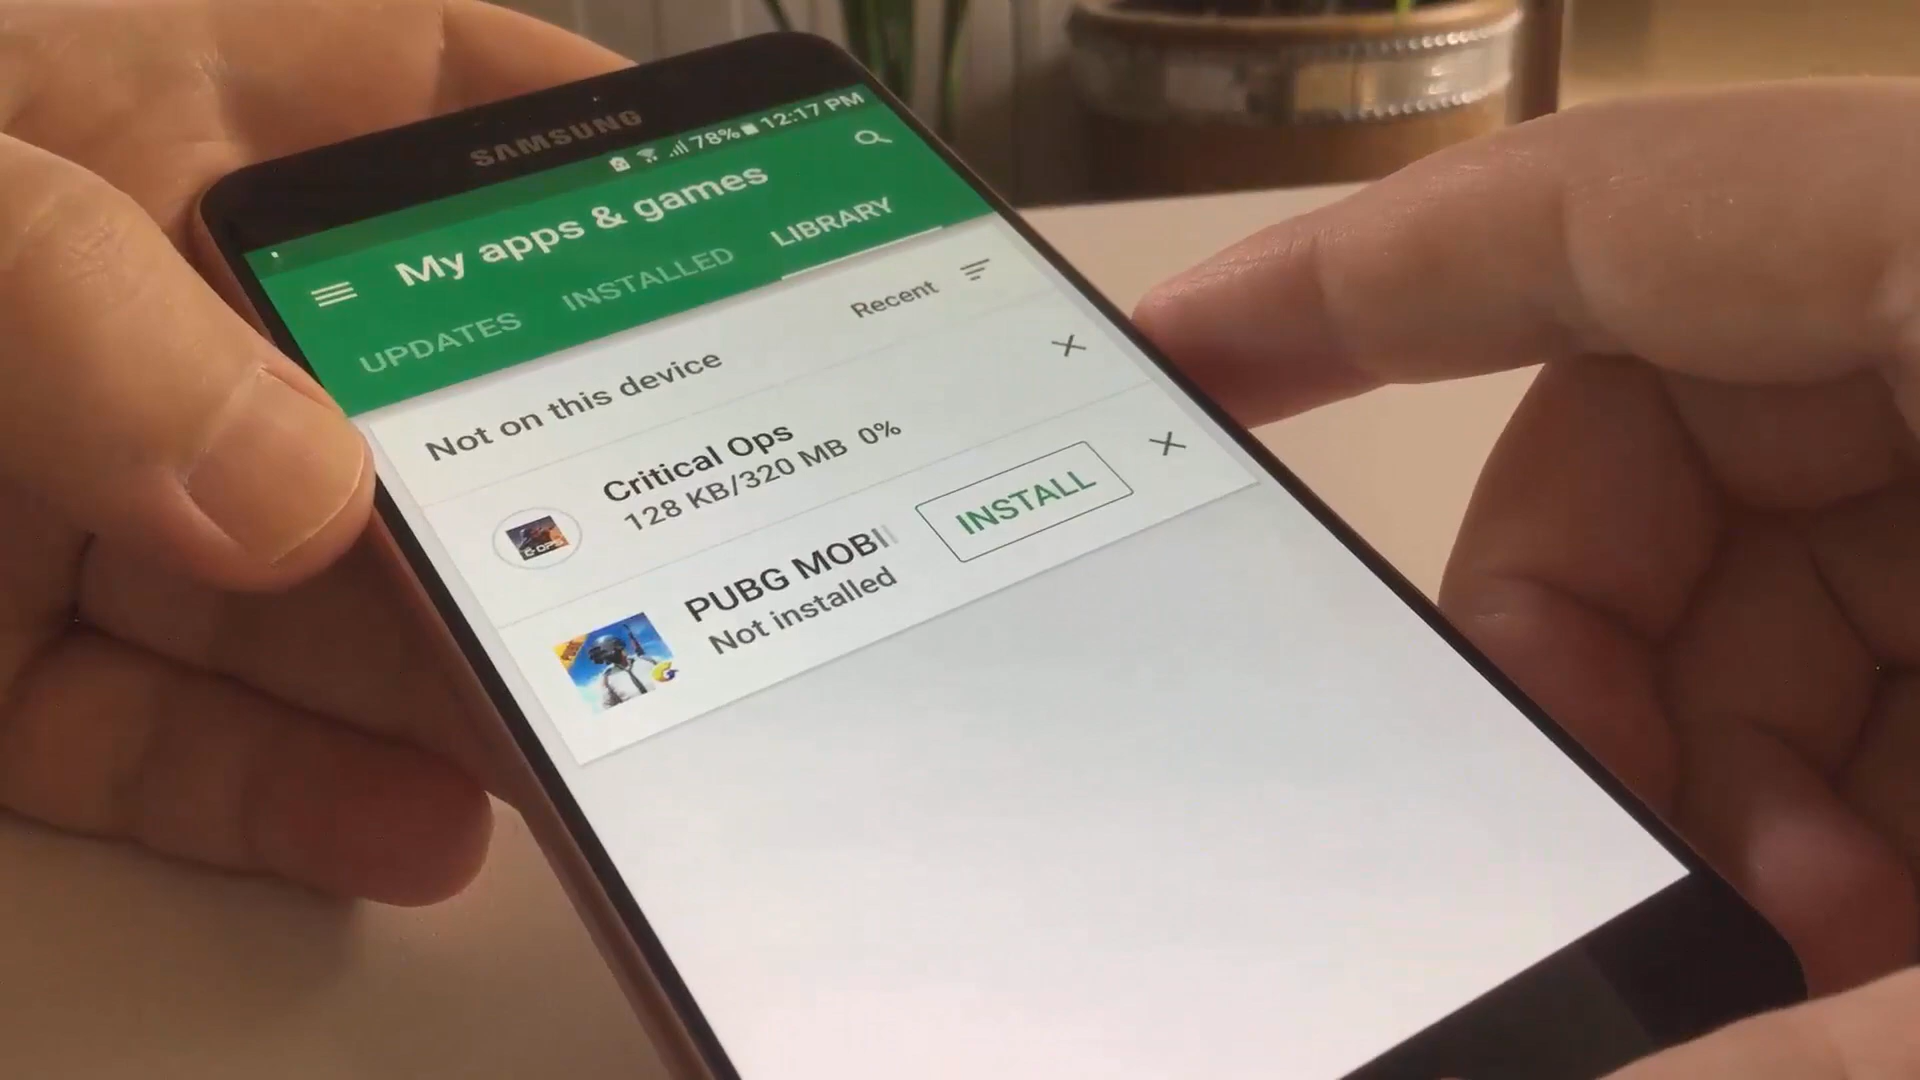 SAMSUNG
78% 12:17 PM
My apps & games
UPDATES INSTALLED LIBRARY
Not on this device Recent
Critical Ops
128 KB/320 MB 0%
C-OPS
PUBG MOBI
Not installed
INSTALL